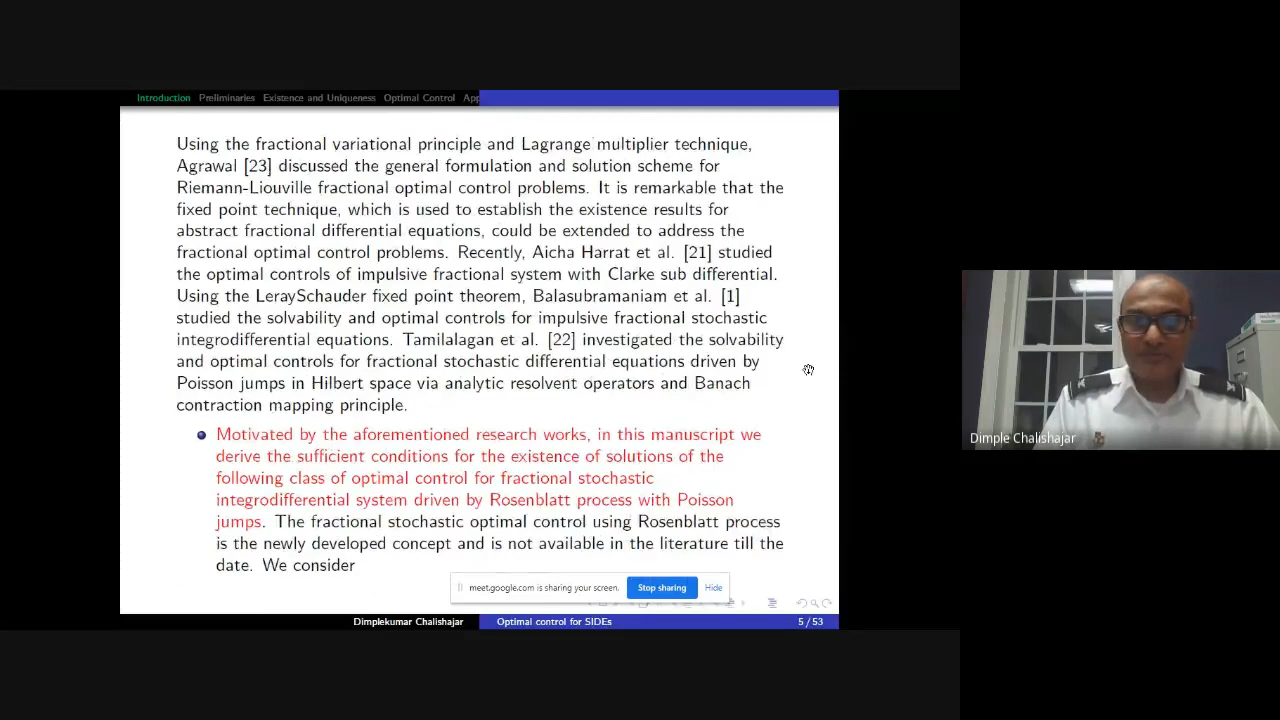 Introduction Preliminaries Existence and Uniqueness Optimal Control App
Using the fractional variational principle and Lagrange multiplier technique,
Agrawal [23] discussed the general formulation and solution scheme for
Riemann-Liouville fractional optimal control problems. It is remarkable that the
fixed point technique, which is used to establish the existence results for
abstract fractional differential equations, could be extended to address the
fractional optimal control problems. Recently, Aicha Harrat et al. [21] studied
the optimal controls of impulsive fractional system with Clarke sub differential.
Using the LeraySchauder fixed point theorem, Balasubramaniam et al. [1]
studied the solvability and optimal controls for impulsive fractional stochastic
integrodifferential equations. Tamilalagan et al. [22] investigated the solvability
and optimal controls for fractional stochastic differential equations driven by
Poisson jumps in Hilbert space via analytic resolvent operators and Banach
contraction mapping principle.
Motivated by the aforementioned research works, in this manuscript we
derive the sufficient conditions for the existence of solutions of the
following class of optimal control for fractional stochastic
integrodifferential system driven by Rosenblatt process with Poisson
jumps. The fractional stochastic optimal control using Rosenblatt process
is the newly developed concept and is not available in the literature till the
date. We consider
meet.google.com is sharing your screen. Stop sharing Hide
Dimplekumar Chalishajar Optimal control for SIDEs 5 / 53
Dimple Chalishajar